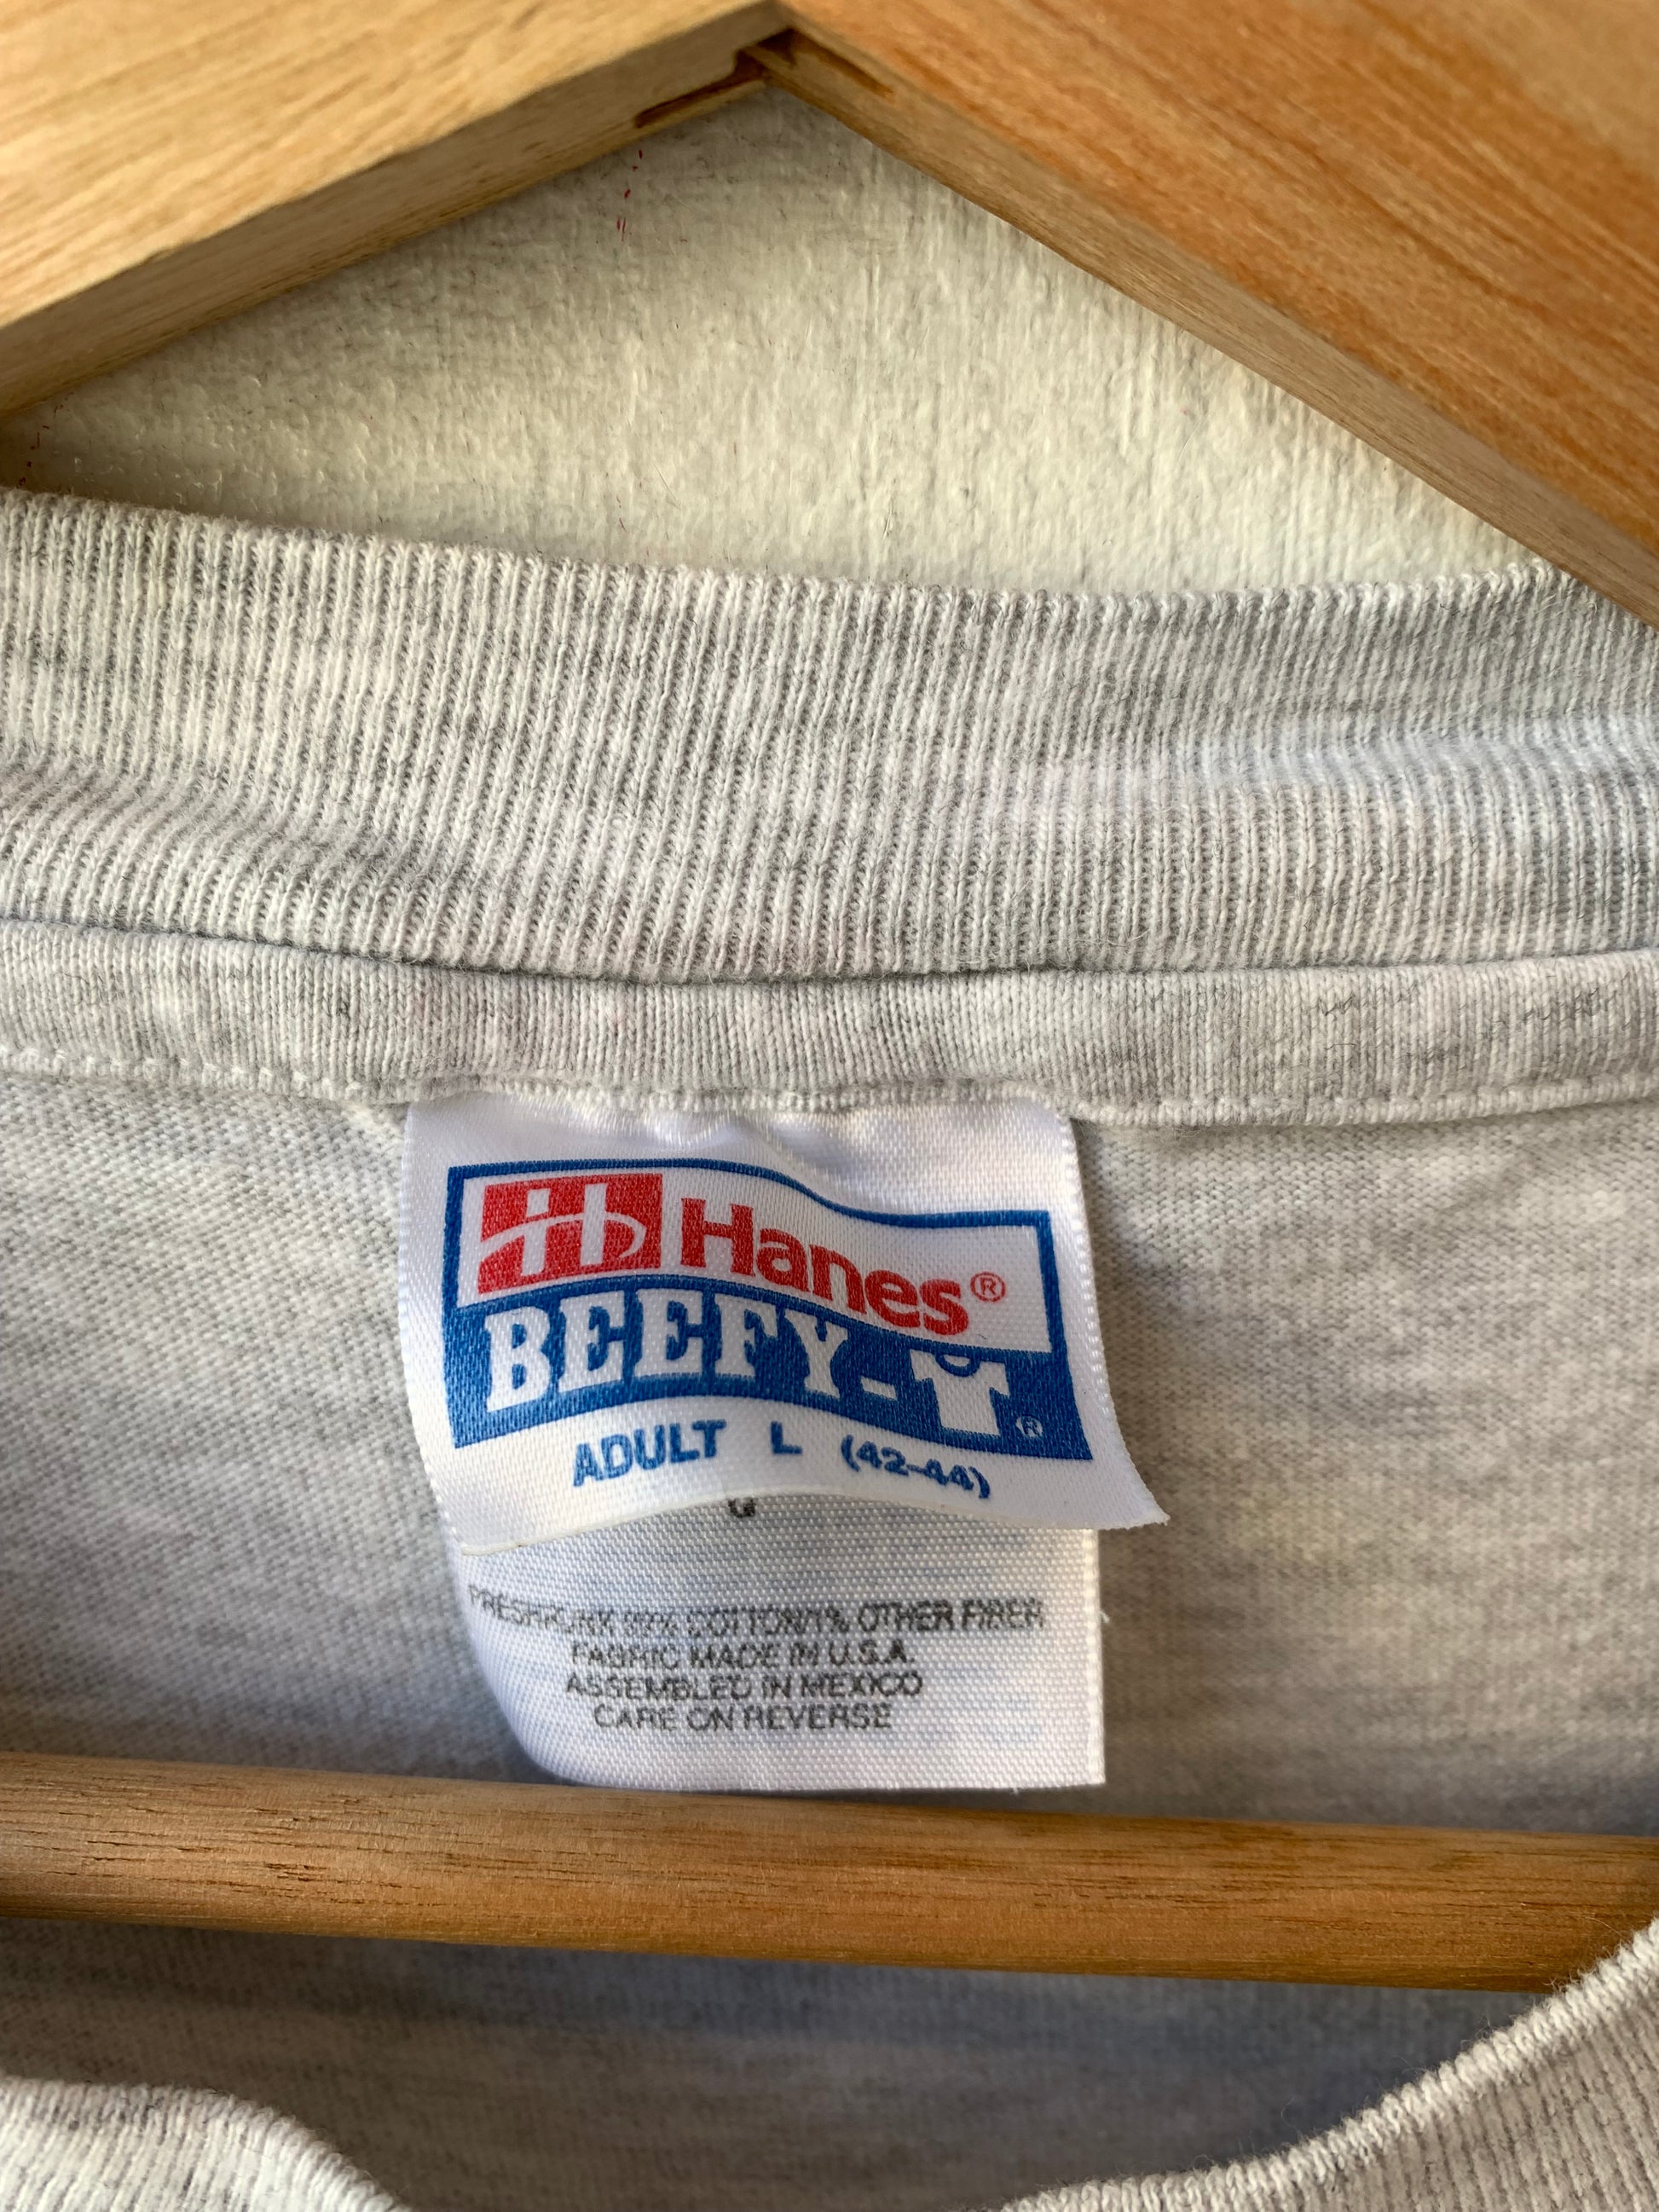 Hanes®
BEEFY-T®
ADULT L (42-44)
G
PRESHRUNK 99% COTTON/1% OTHER FIBER
FABRIC MADE IN U.S.A.
ASSEMBLED IN MEXICO
CARE ON REVERSE